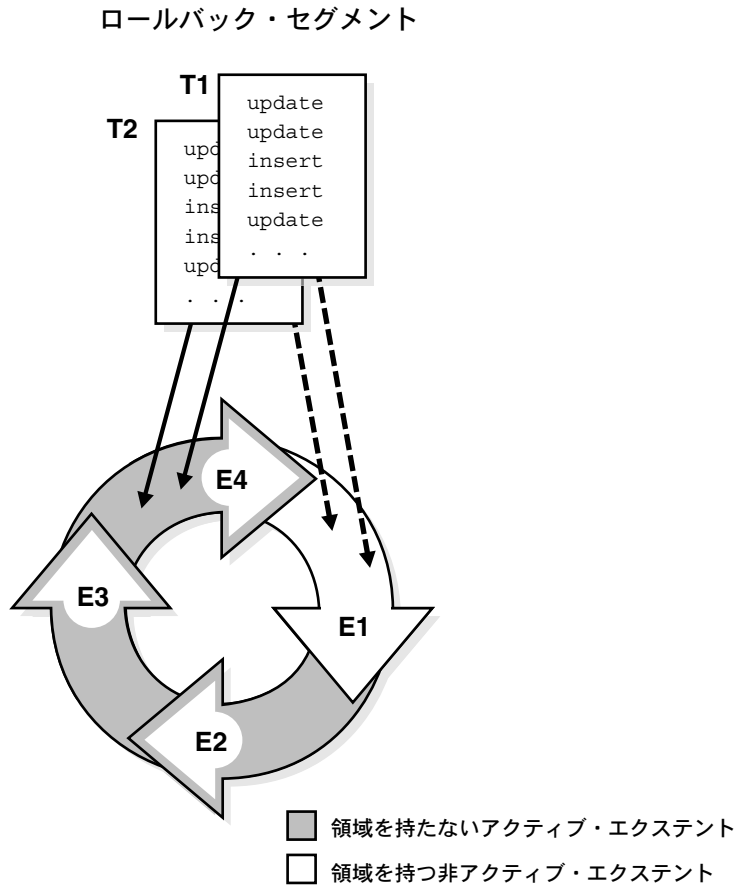 ロールバック・セグメント
T1
update
update
insert
insert
update
. . .
T2
upd
upd
ins
ins
upd
. . .
E4
E3
E1
E2
領域を持たないアクティブ・エクステント
領域を持つ非アクティブ・エクステント